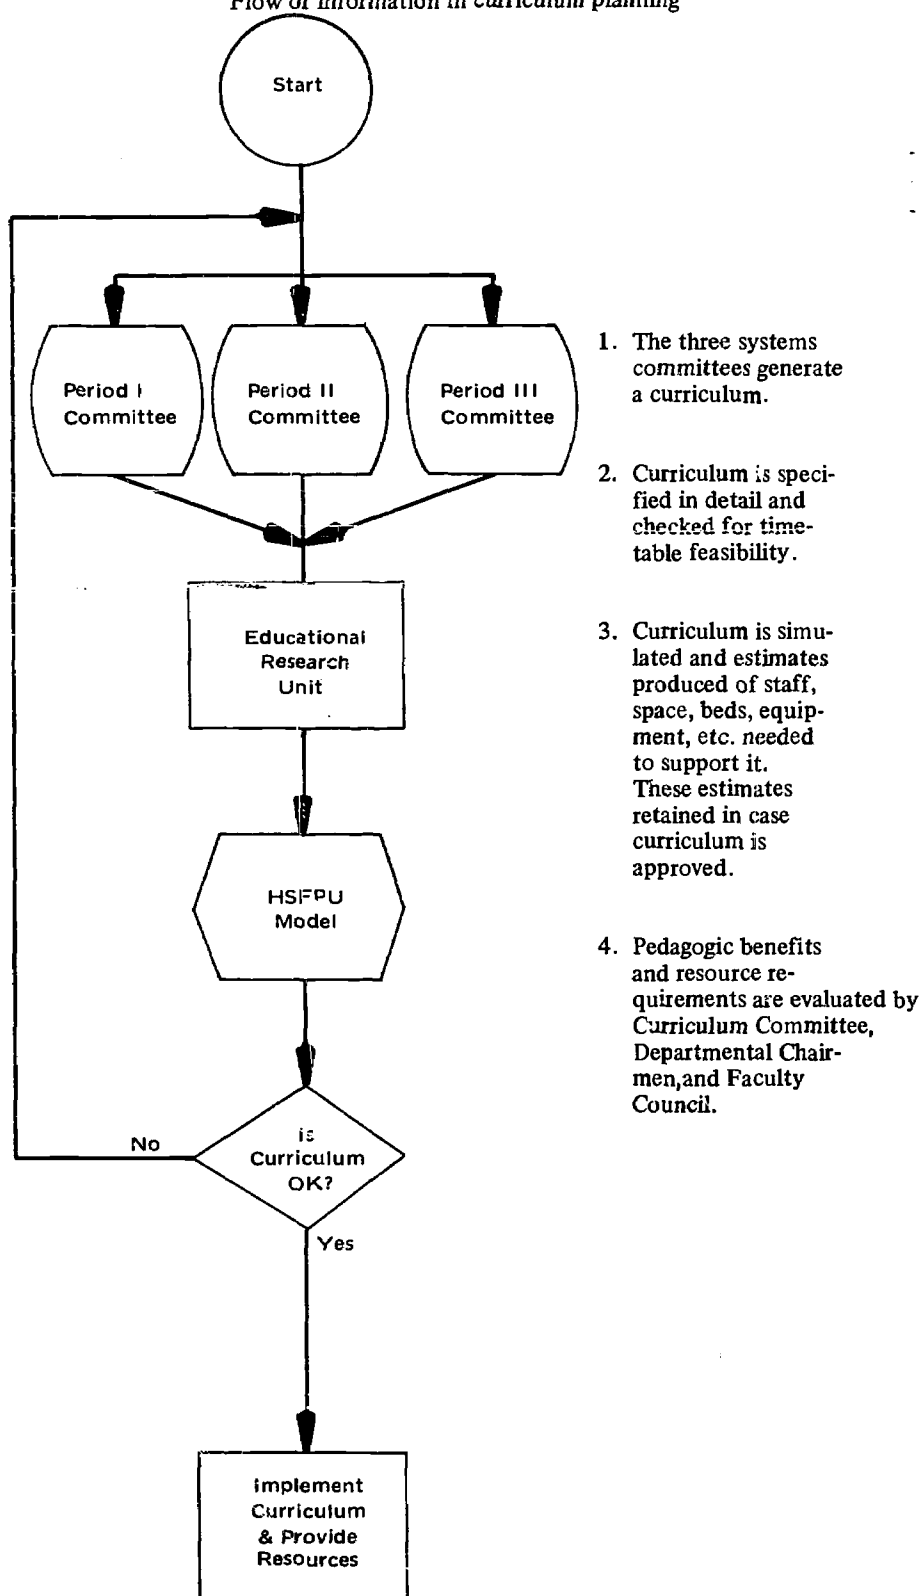 Flow of information in curriculum planning
Start
Period I
Committee
Period II
Committee
Period III
Committee
1. The three systems
committees generate
a curriculum.
2. Curriculum is speci-
fied in detail and
checked for time-
table feasibility.
Educational
Research
Unit
3. Curriculum is simu-
lated and estimates
produced of staff,
space, beds, equip-
ment, etc. needed
to support it.
These estimates
retained in case
curriculum is
approved.
HSFPU
Model
4. Pedagogic benefits
and resource re-
quirements are evaluated by
Curriculum Committee,
Departmental Chair-
men,and Faculty
Council.
is
Curriculum
OK?
No
Yes
Implement
Curriculum
& Provide
Resources